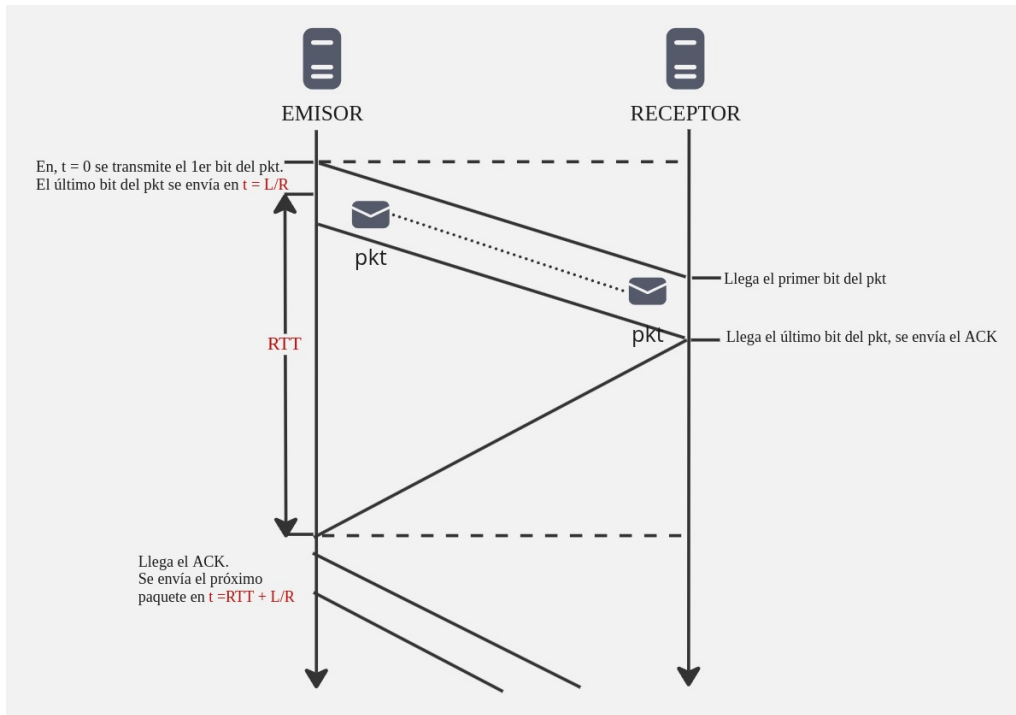 EMISOR
RECEPTOR
En, t = 0 se transmite el 1er bit del pkt.
El último bit del pkt se envía en t = L/R
pkt
Llega el primer bit del pkt
pkt
Llega el último bit del pkt, se envía el ACK
RTT
Llega el ACK.
Se envía el próximo
paquete en t =RTT + L/R